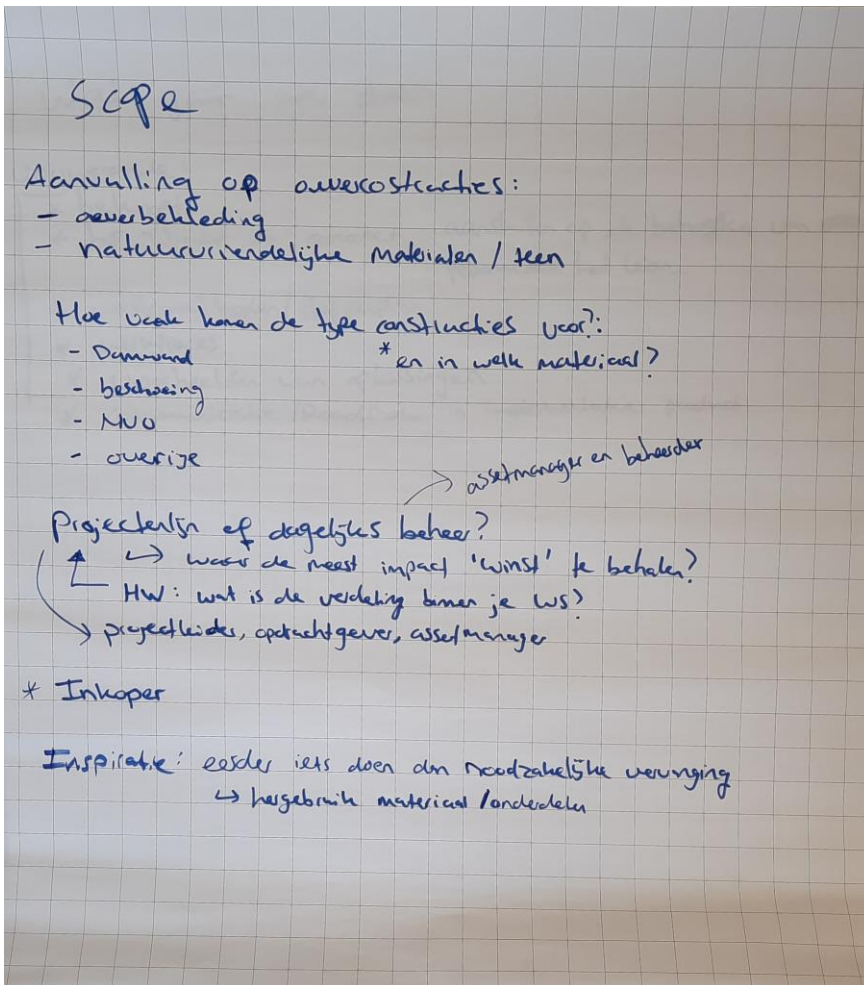 Scope
Aanvulling op oevercostructies:
- oeverbekleding
- natuurvriendelijke materialen / teen
Hoe vaak komen de type constructies voor?:
- Damwand
* en in welk materiaal?
- beschoeing
- NVO
- overige
assetmanager en beheerder
Projectenlijn of dagelijks beheer?
↳ waar de meest impact 'winst' te behalen?
HW: wat is de verdeling binnen je WS?
projectleider, opdrachtgever, assetmanager
* Inkoper
Inspiratie: eerder iets doen dan noodzakelijke vervanging
↳ hergebruik materiaal / onderdelen